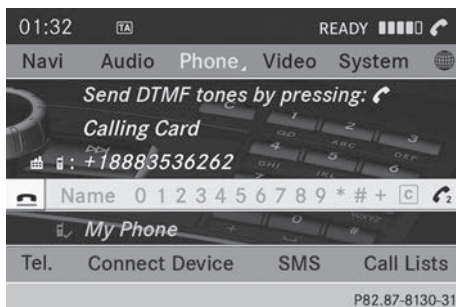 01:32 TA READY
Navi Audio Phone Video System
Send DTMF tones by pressing:
Calling Card
: +18883536262
Name 0 1 2 3 4 5 6 7 8 9 * # + C 2
My Phone
Tel. Connect Device SMS Call Lists
P82.87-8130-31